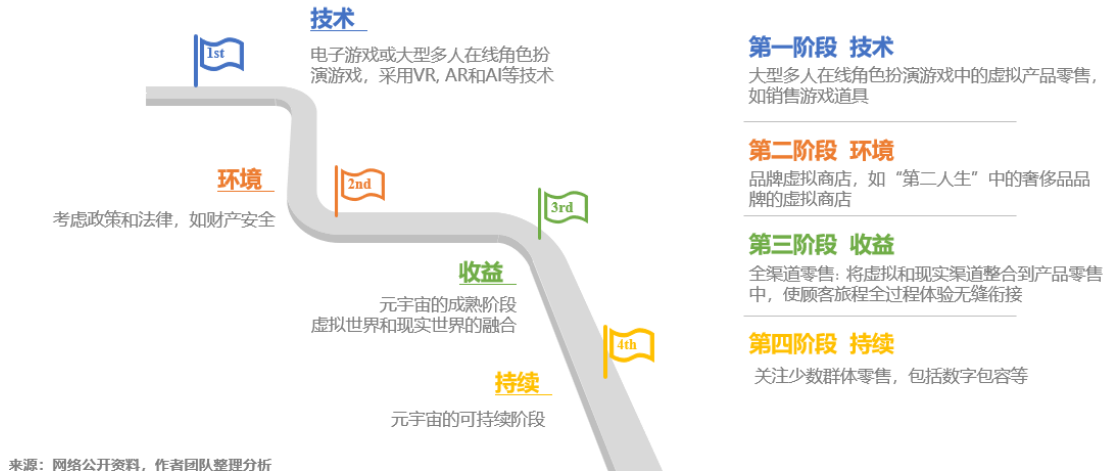 1st
技术
电子游戏或大型多人在线角色扮
演游戏，采用VR, AR和AI等技术
2nd
环境
考虑政策和法律，如财产安全
3rd
收益
元宇宙的成熟阶段
虚拟世界和现实世界的融合
4th
持续
元宇宙的可持续阶段
第一阶段 技术
大型多人在线角色扮演游戏中的虚拟产品零售，
如销售游戏道具
第二阶段 环境
品牌虚拟商店，如“第二人生”中的奢侈品品
牌的虚拟商店
第三阶段 收益
全渠道零售: 将虚拟和现实渠道整合到产品零售
中，使顾客旅程全过程体验无缝衔接
第四阶段 持续
关注少数群体零售，包括数字包容等
来源：网络公开资料，作者团队整理分析